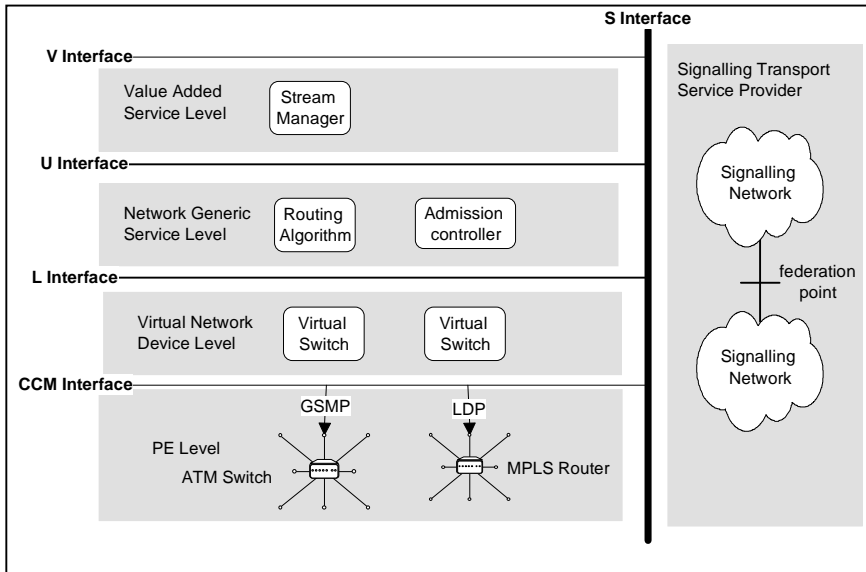 S Interface
V Interface
Value Added
Service Level
Stream
Manager
U Interface
Network Generic
Service Level
Routing
Algorithm
Admission
controller
L Interface
Virtual Network
Device Level
Virtual
Switch
Virtual
Switch
CCM Interface
GSMP
LDP
PE Level
ATM Switch
MPLS Router
Signalling Transport
Service Provider
Signalling
Network
federation
point
Signalling
Network